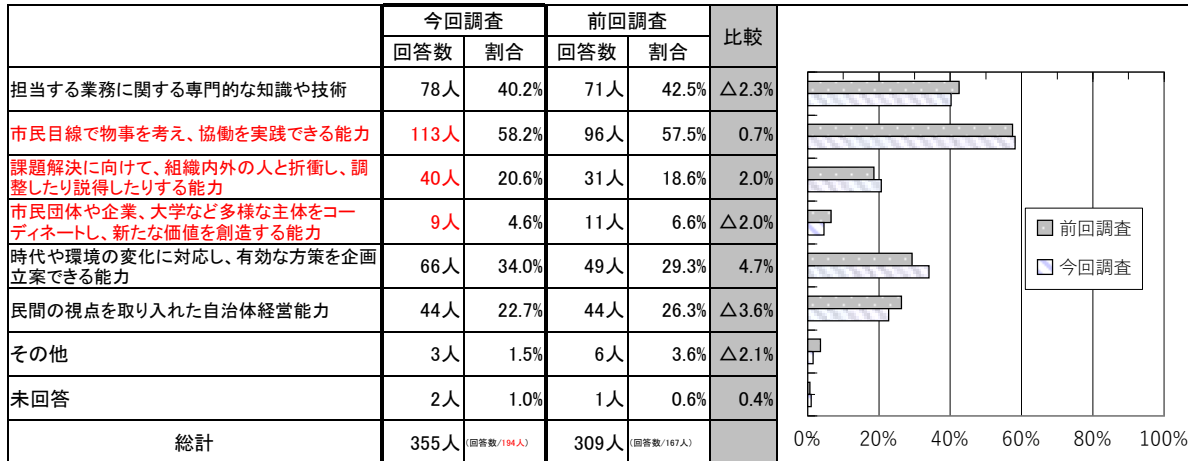 今回調査 前回調査 比較
回答数 割合 回答数 割合
担当する業務に関する専門的な知識や技術 78人 40.2% 71人 42.5% △2.3%
市民目線で物事を考え、協働を実践できる能力 113人 58.2% 96人 57.5% 0.7%
課題解決に向けて、組織内外の人と折衝し、調
整したり説得したりする能力 40人 20.6% 31人 18.6% 2.0%
市民団体や企業、大学など多様な主体をコー
ディネートし、新たな価値を創造する能力 9人 4.6% 11人 6.6% △2.0%
時代や環境の変化に対応し、有効な方策を企画
立案できる能力 66人 34.0% 49人 29.3% 4.7%
民間の視点を取り入れた自治体経営能力 44人 22.7% 44人 26.3% △3.6%
その他 3人 1.5% 6人 3.6% △2.1%
未回答 2人 1.0% 1人 0.6% 0.4%
総計 355人 (回答数/194人) 309人 (回答数/167人)
前回調査
今回調査
0% 20% 40% 60% 80% 100%